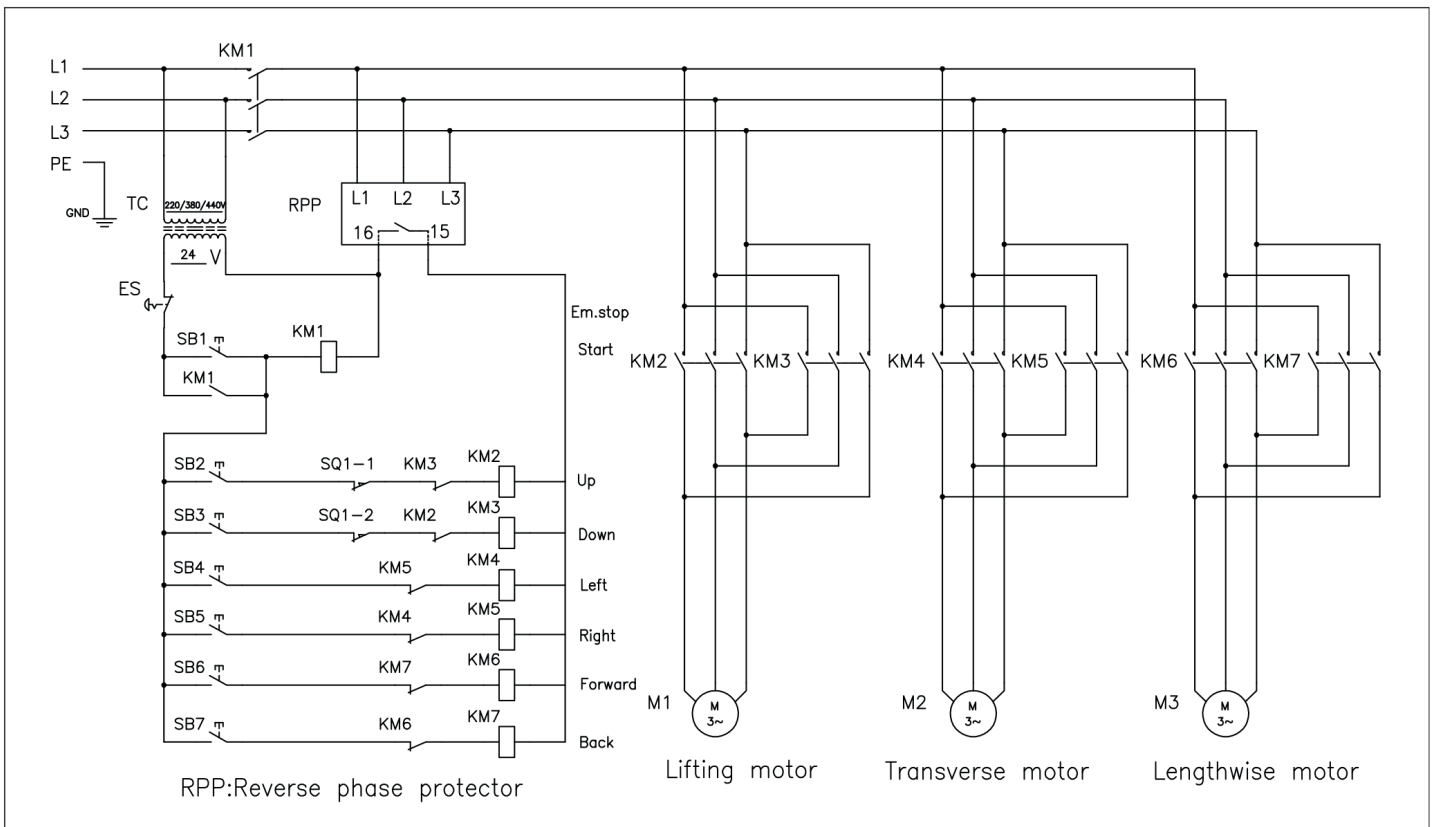 KM1
L1
L2
L3
PE
GND
TC
220/380/440V
24 V
RPP
L1 L2 L3
16 15
ES
SB1
KM1
KM1
Em.stop
Start
SB2 SQ1-1 KM3 KM2 Up
SB3 SQ1-2 KM2 KM3 Down
SB4 KM5 KM4 Left
SB5 KM4 KM5 Right
SB6 KM7 KM6 Forward
SB7 KM6 KM7 Back
RPP:Reverse phase protector
KM2 KM3 KM4 KM5 KM6 KM7
M1
M
3~
M2
M
3~
M3
M
3~
Lifting motor
Transverse motor
Lengthwise motor